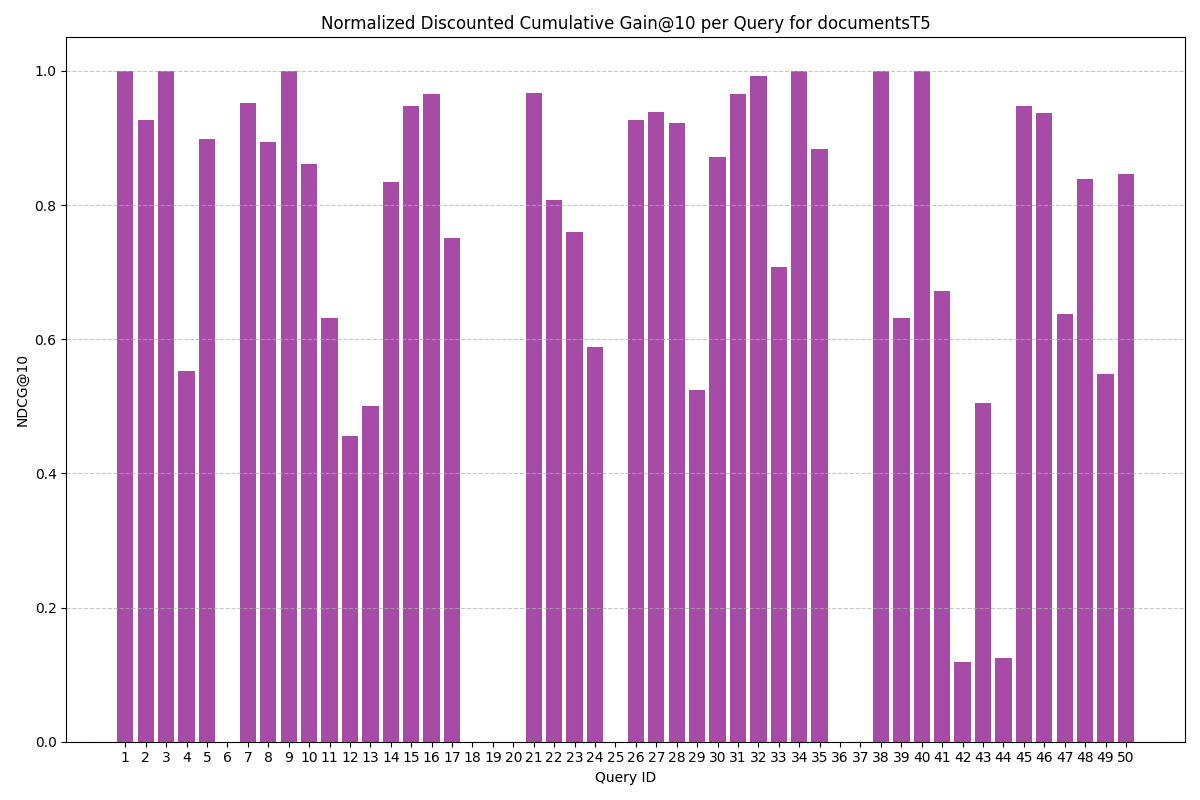 Normalized Discounted Cumulative Gain@10 per Query for documentsT5
NDCG@10
1.0
0.8
0.6
0.4
0.2
0.0
1 2 3 4 5 6 7 8 9 10 11 12 13 14 15 16 17 18 19 20 21 22 23 24 25 26 27 28 29 30 31 32 33 34 35 36 37 38 39 40 41 42 43 44 45 46 47 48 49 50
Query ID